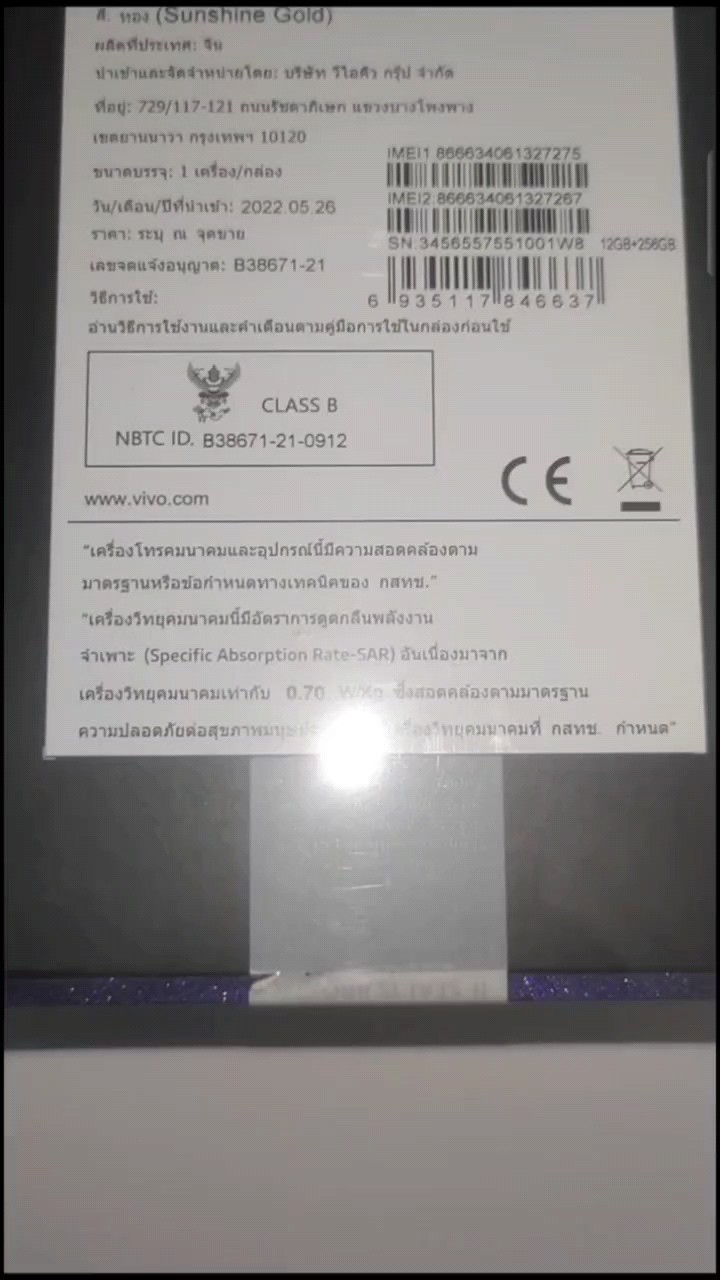 สี: ทอง (Sunshine Gold)
ผลิตที่ประเทศ: จีน
นำเข้าและจัดจำหน่ายโดย: บริษัท วีไอคิว กรุ๊ป จำกัด
ที่อยู่: 729/117-121 ถนนรัชดาภิเษก แขวงบางโพงพาง
เขตยานนาวา กรุงเทพฯ 10120
ขนาดบรรจุ: 1 เครื่อง/กล่อง
วัน/เดือน/ปีที่นำเข้า: 2022.05.26
ราคา: ระบุ ณ จุดขาย
เลขจดแจ้งอนุญาต: B38671-21
วิธีการใช้:
อ่านวิธีการใช้งานและคำเตือนตามคู่มือการใช้ในกล่องก่อนใช้
IMEI1 866634061327275
IMEI2:866634061327267
SN:3456557551001W8 12GB+256GB
6 935117 846637
CLASS B
NBTC ID. B38671-21-0912
CE
www.vivo.com
"เครื่องโทรคมนาคมและอุปกรณ์นี้มีความสอดคล้องตาม
มาตรฐานหรือข้อกำหนดทางเทคนิคของ กสทช."
"เครื่องวิทยุคมนาคมนี้มีอัตราการดูดกลืนพลังงาน
จำเพาะ (Specific Absorption Rate-SAR) อันเนื่องมาจาก
เครื่องวิทยุคมนาคมเท่ากับ 0.70 W/Kg ซึ่งสอดคล้องตามมาตรฐาน
ความปลอดภัยต่อสุขภาพมนุษย์ เครื่องวิทยุคมนาคมที่ กสทช. กำหนด"